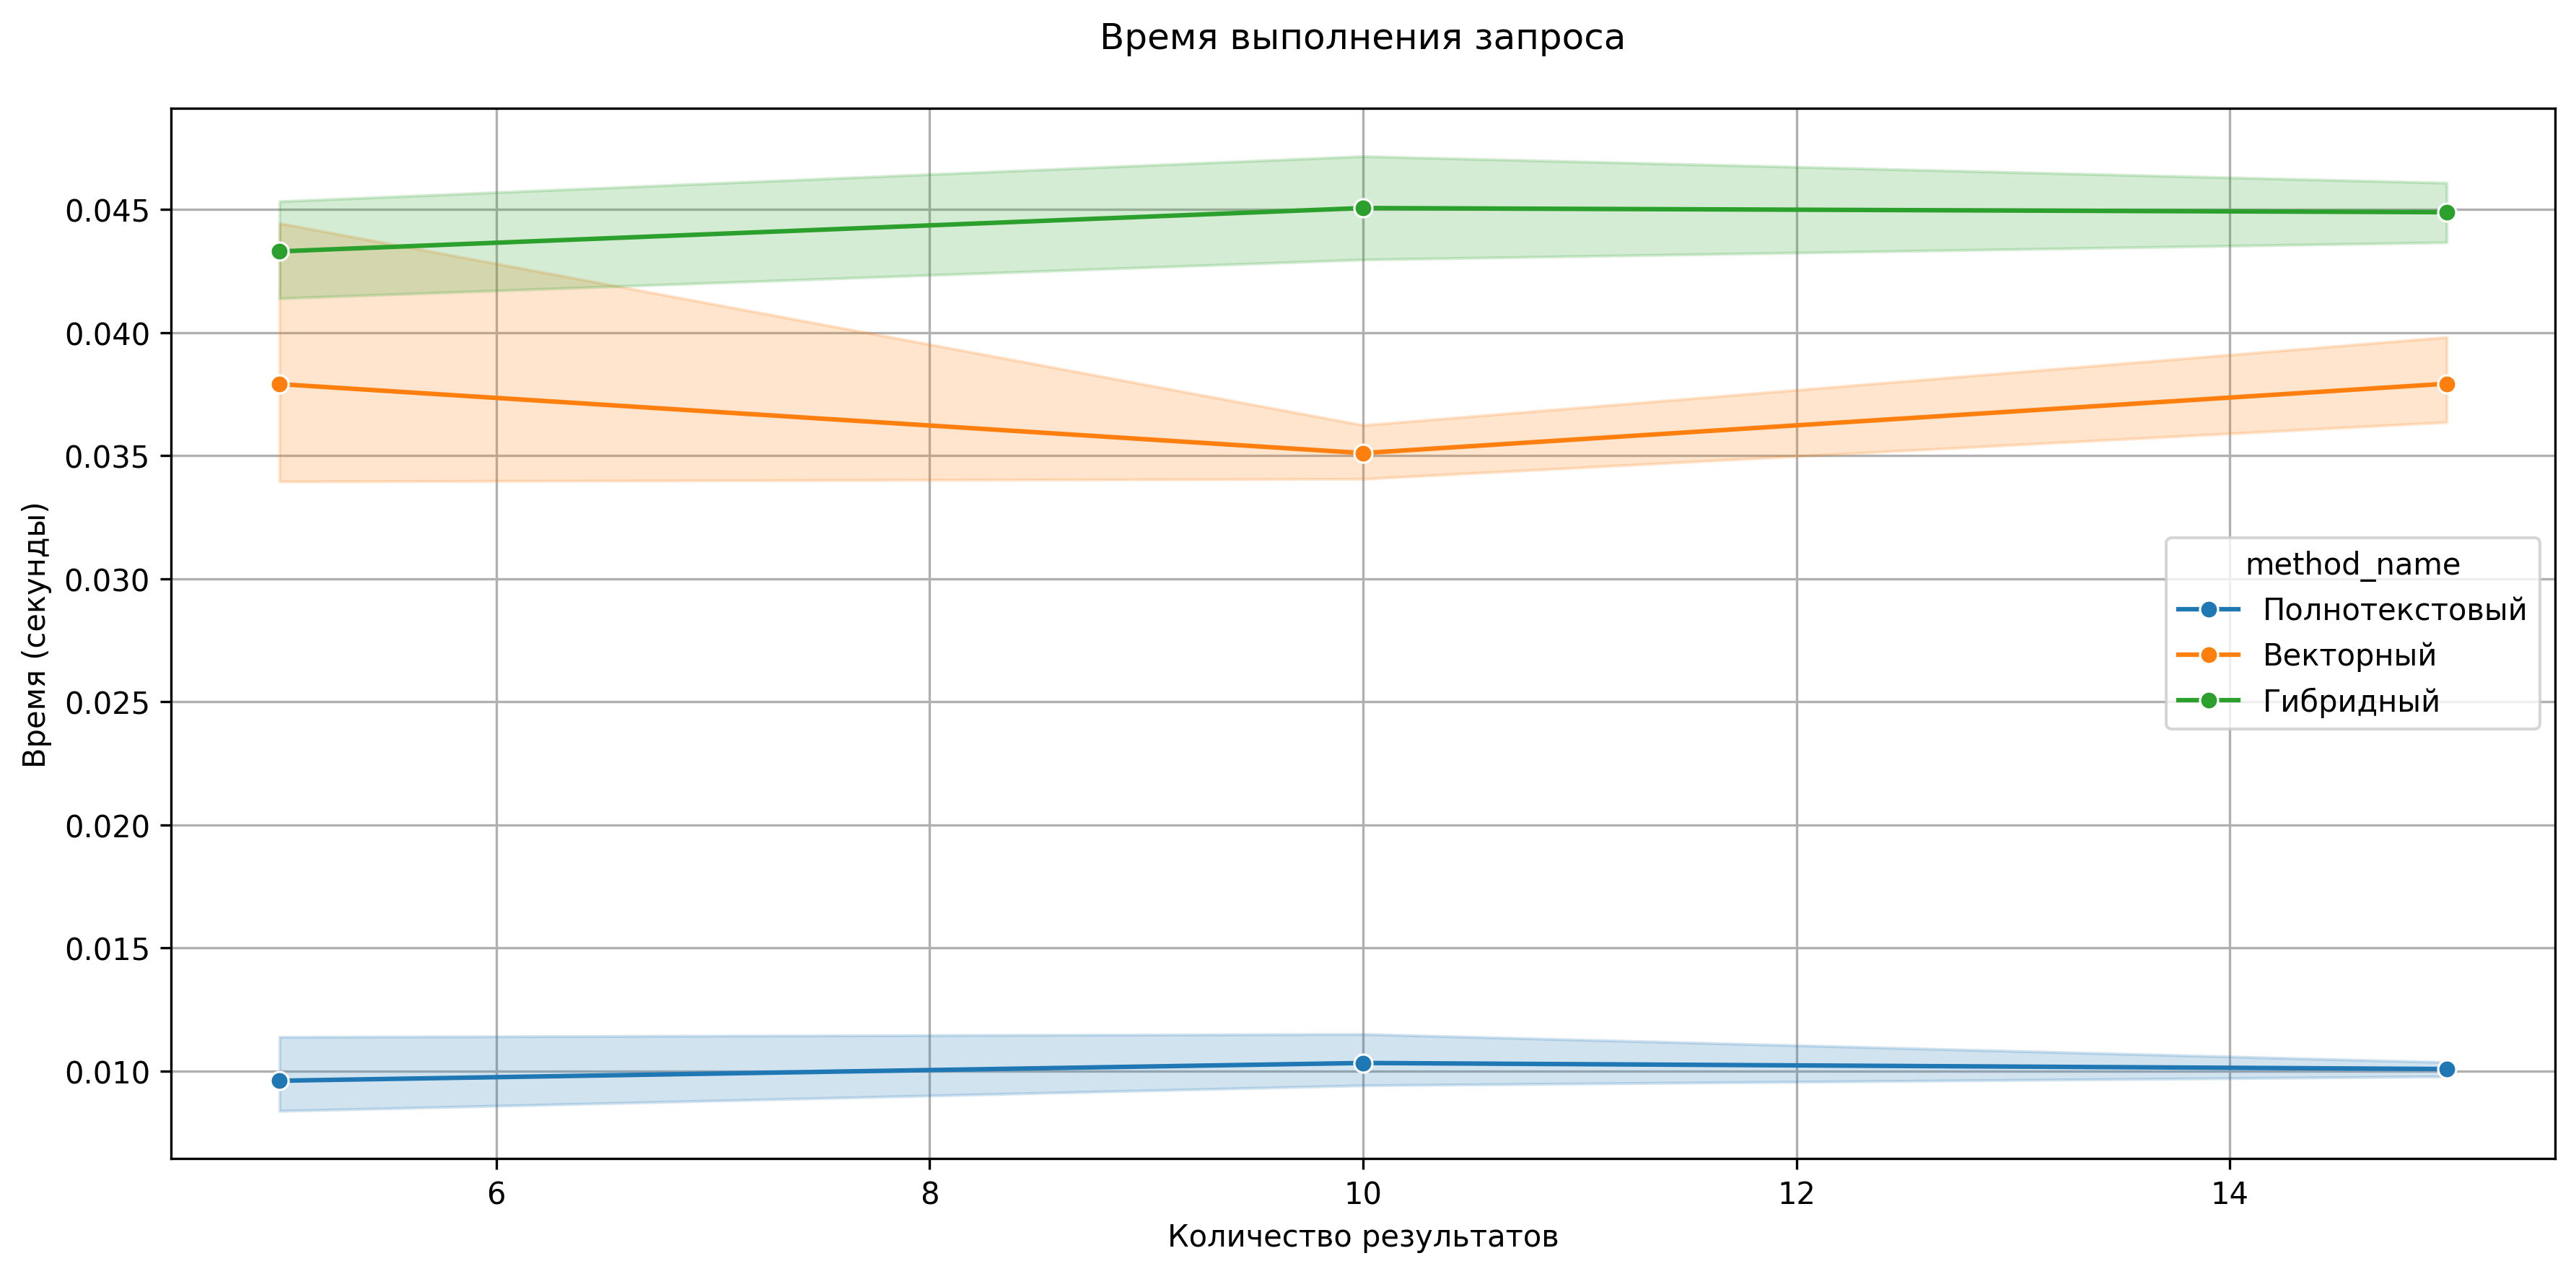 Время выполнения запроса
Время (секунды)
0.045
0.040
0.035
0.030
0.025
0.020
0.015
0.010
6 8 10 12 14
Количество результатов
method_name
Полнотекстовый
Векторный
Гибридный